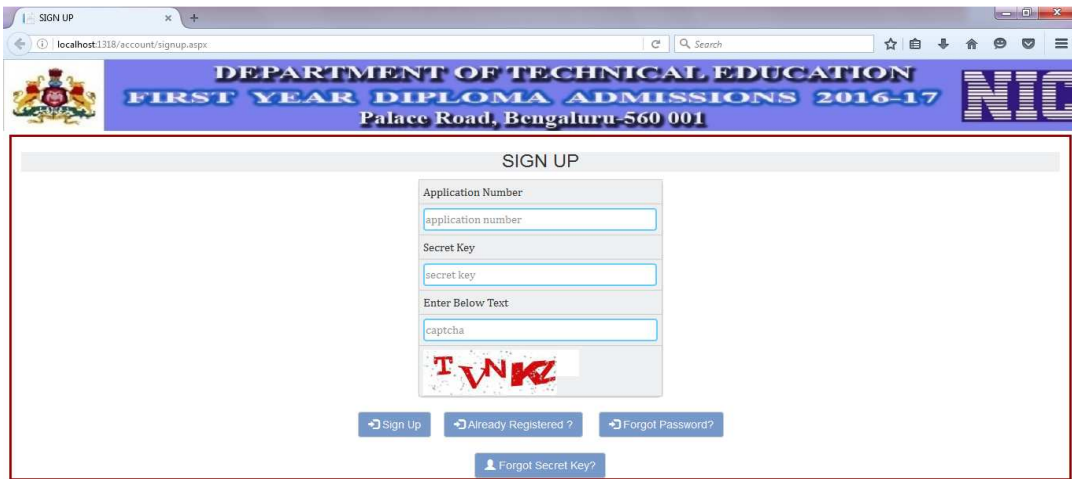 SIGN UP
localhost:1318/account/signup.aspx
Search
DEPARTMENT OF TECHNICAL EDUCATION
FIRST YEAR DIPLOMA ADMISSIONS 2016-17
Palace Road, Bengaluru-560 001
NIC
SIGN UP
Application Number
application number
Secret Key
secret key
Enter Below Text
captcha
TVNKZ
Sign Up
Already Registered ?
Forgot Password?
Forgot Secret Key?